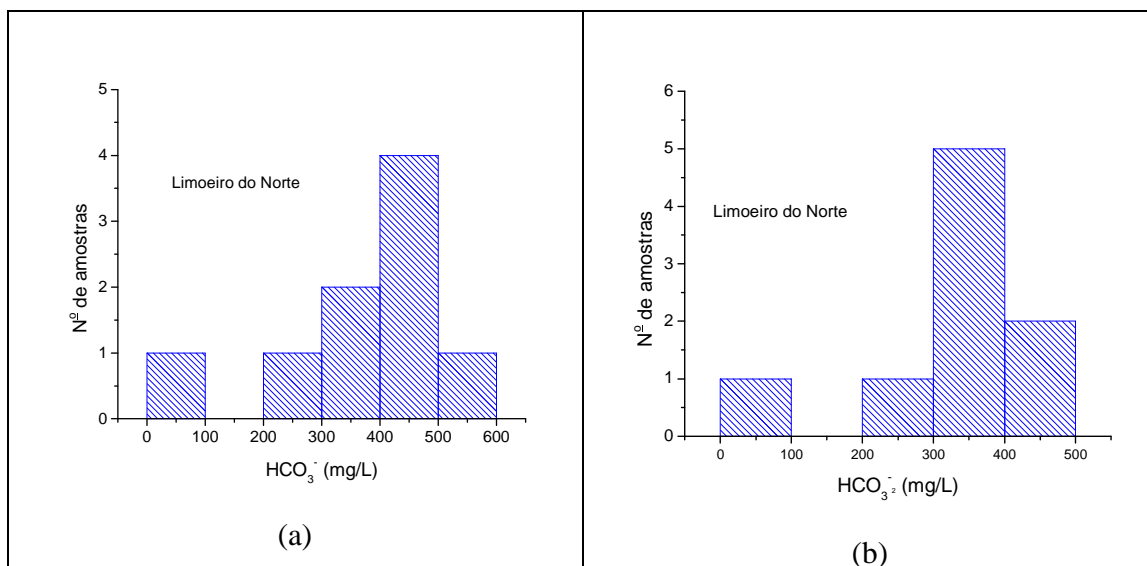 5
4
Limoeiro do Norte
3
2
1
0
Nº de amostras
0 100 200 300 400 500 600
HCO₃⁻ (mg/L)
(a)
6
5
4
Limoeiro do Norte
3
2
1
0
Nº de amostras
0 100 200 300 400 500
HCO₃⁻₂ (mg/L)
(b)